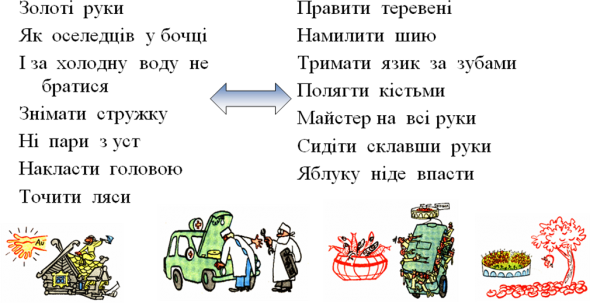 Золоті руки
Як оселедців у бочці
І за холодну воду не
братися
Знімати стружку
Ні пари з уст
Накласти головою
Точити ляси
Правити теревені
Намилити шию
Тримати язик за зубами
Полягти кістьми
Майстер на всі руки
Сидіти склавши руки
Яблуку ніде впасти
Au